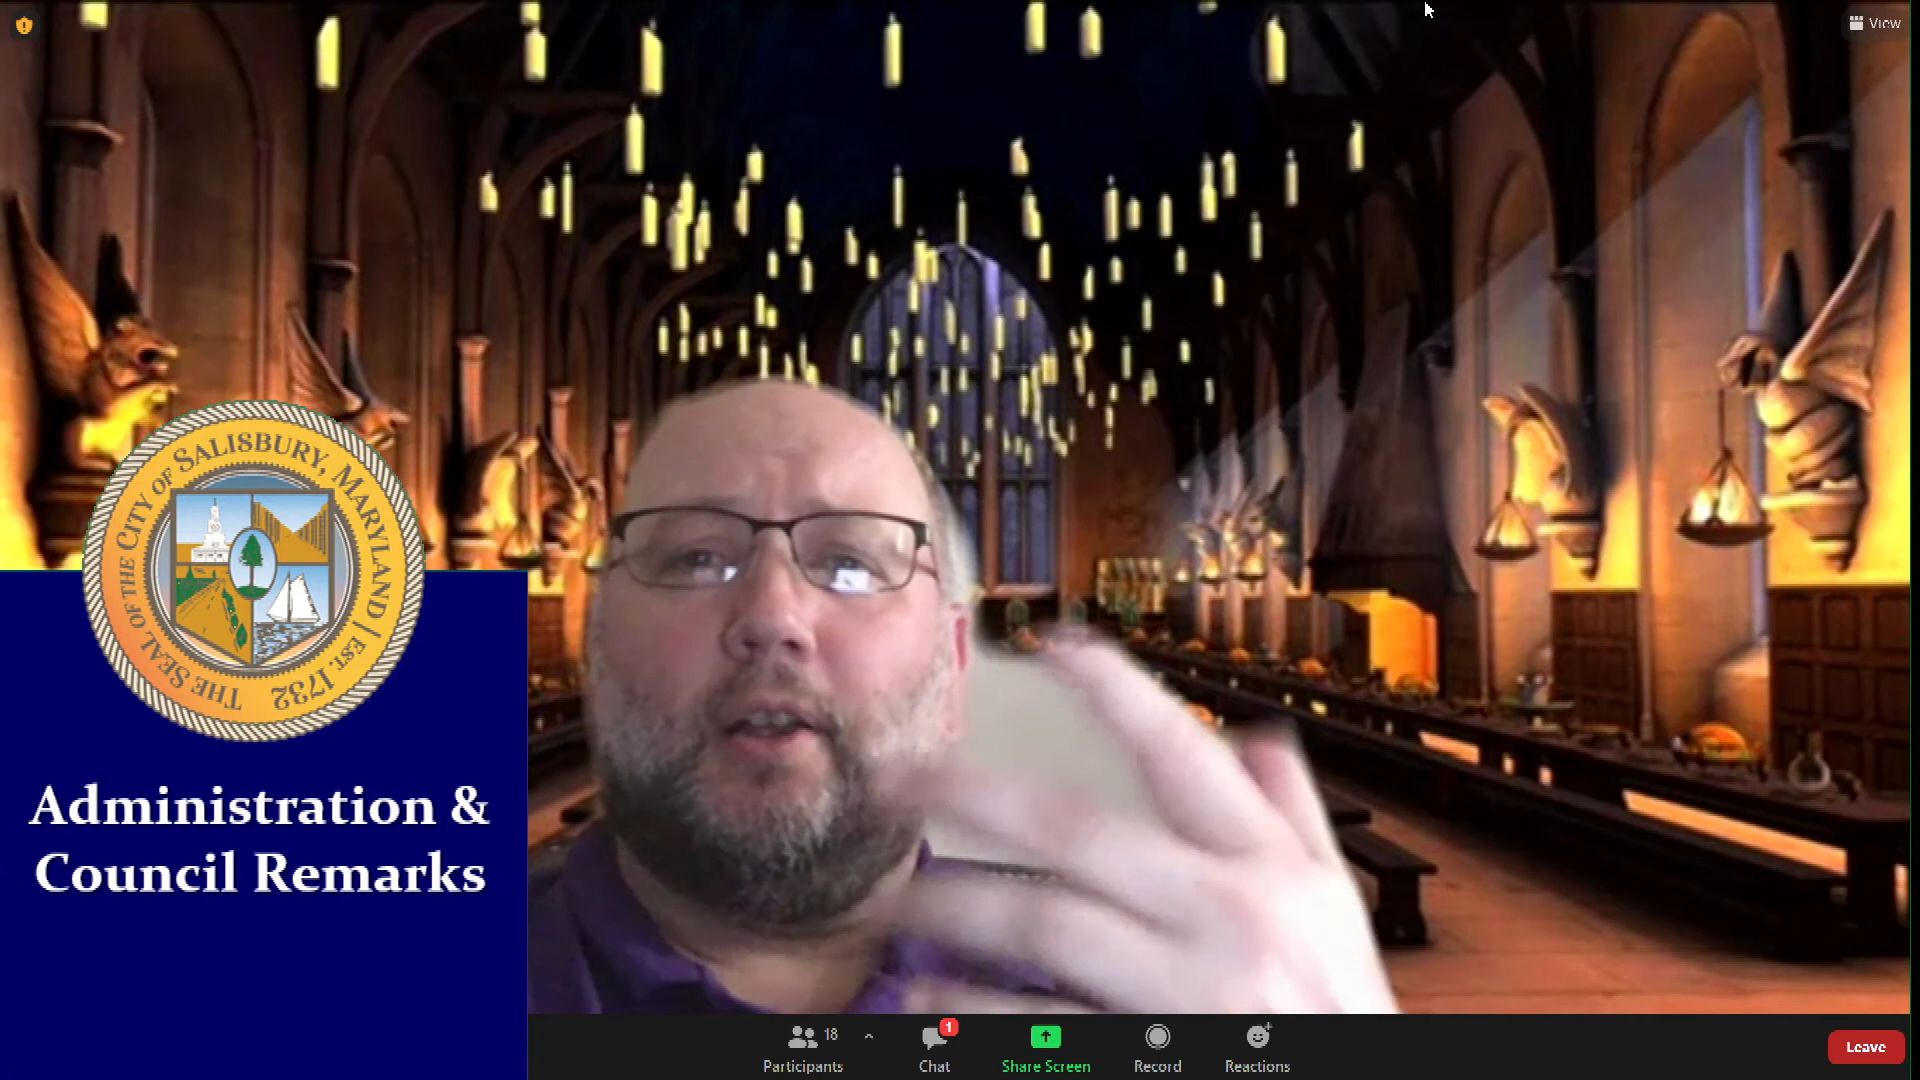 View
THE SEAL OF THE CITY OF SALISBURY, MARYLAND | EST. 1732
Administration &
Council Remarks
18
1
Participants
Chat
Share Screen
Record
Reactions
Leave